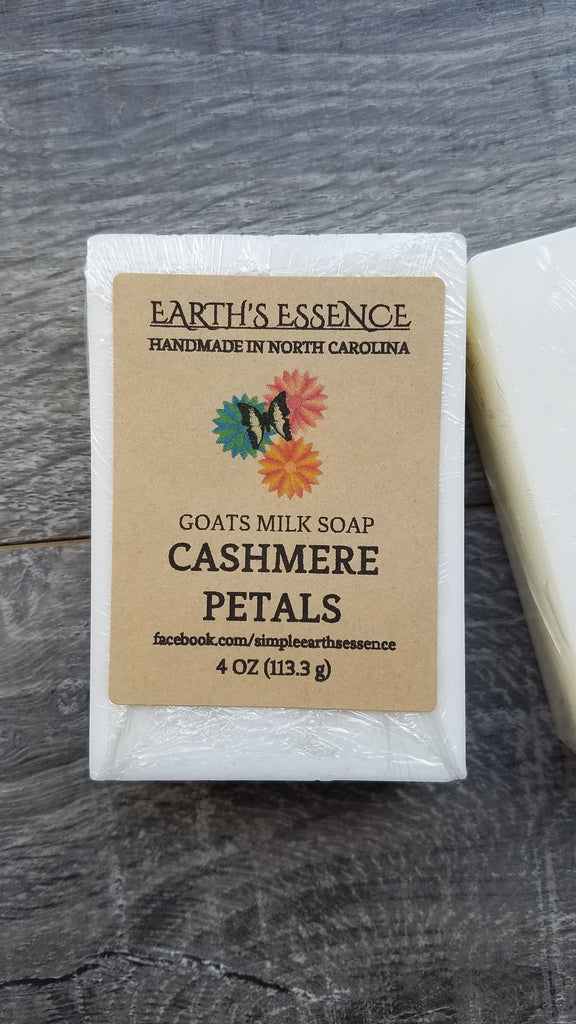 EARTH'S ESSENCE
HANDMADE IN NORTH CAROLINA
GOATS MILK SOAP
CASHMERE
PETALS
facebook.com/simpleearthsessence
4 OZ (113.3 g)